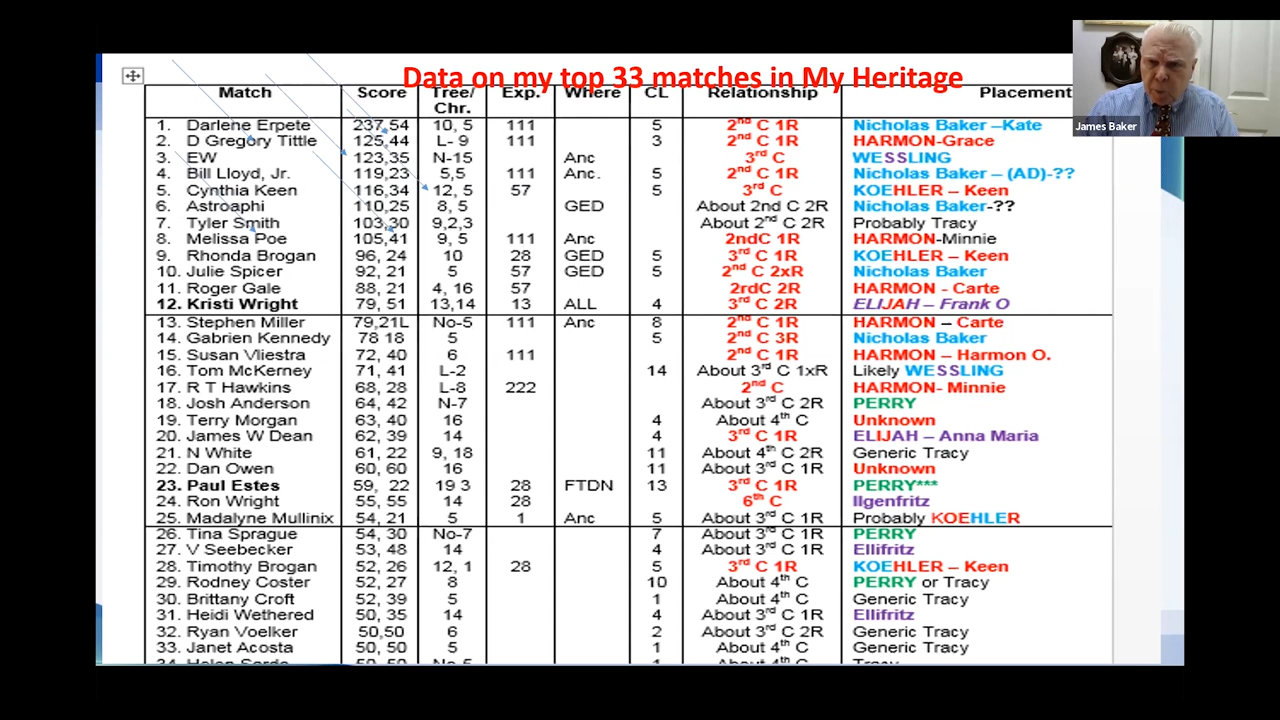 Data on my top 33 matches in My Heritage
Match Score Tree/ Chr. Exp. Where CL Relationship Placement
1. Darlene Erpete 237,54 10, 5 111 5 2nd C 1R Nicholas Baker –Kate
2. D Gregory Tittle 125,44 L- 9 111 3 2nd C 1R HARMON-Grace
3. EW 123,35 N-15 Anc 3rd C WESSLING
4. Bill Lloyd, Jr. 119,23 5,5 111 Anc. 5 2nd C 1R Nicholas Baker – (AD)-??
5. Cynthia Keen 116,34 12, 5 57 5 3rd C KOEHLER – Keen
6. Astroaphi 110,25 8, 5 GED About 2nd C 2R Nicholas Baker-??
7. Tyler Smith 103,30 9,2,3 About 2nd C 2R Probably Tracy
8. Melissa Poe 105,41 9, 5 111 Anc 2ndC 1R HARMON-Minnie
9. Rhonda Brogan 96, 24 10 28 GED 5 3rd C 1R KOEHLER – Keen
10. Julie Spicer 92, 21 5 57 GED 5 2nd C 2xR Nicholas Baker
11. Roger Gale 88, 21 4, 16 57 2rdC 2R HARMON - Carte
12. Kristi Wright 79, 51 13,14 13 ALL 4 3rd C 2R ELIJAH – Frank O
13. Stephen Miller 79,21L No-5 111 Anc 8 2nd C 1R HARMON – Carte
14. Gabrien Kennedy 78 18 5 5 2nd C 3R Nicholas Baker
15. Susan Vliestra 72, 40 6 111 2nd C 1R HARMON – Harmon O.
16. Tom McKerney 71, 41 L-2 14 About 3rd C 1xR Likely WESSLING
17. R T Hawkins 68, 28 L-8 222 2nd C HARMON- Minnie
18. Josh Anderson 64, 42 N-7 About 3rd C 2R PERRY
19. Terry Morgan 63, 40 16 4 About 4th C Unknown
20. James W Dean 62, 39 14 4 3rd C 1R ELIJAH – Anna Maria
21. N White 61, 22 9, 18 11 About 4th C 2R Generic Tracy
22. Dan Owen 60, 60 16 11 About 3rd C 1R Unknown
23. Paul Estes 59, 22 19 3 28 FTDN 13 3rd C 1R PERRY***
24. Ron Wright 55, 55 14 28 6th C Ilgenfritz
25. Madalyne Mullinix 54, 21 5 1 Anc 5 About 3rd C 1R Probably KOEHLER
26. Tina Sprague 54, 30 No-7 7 About 3rd C 1R PERRY
27. V Seebecker 53, 48 14 4 About 3rd C 1R Ellifritz
28. Timothy Brogan 52, 26 12, 1 28 5 3rd C 1R KOEHLER – Keen
29. Rodney Coster 52, 27 8 10 About 4th C PERRY or Tracy
30. Brittany Croft 52, 39 5 1 About 4th C Generic Tracy
31. Heidi Wethered 50, 35 14 4 About 3rd C 1R Ellifritz
32. Ryan Voelker 50,50 6 2 About 3rd C 2R Generic Tracy
33. Janet Acosta 50, 50 5 1 About 4th C Generic Tracy
James Baker